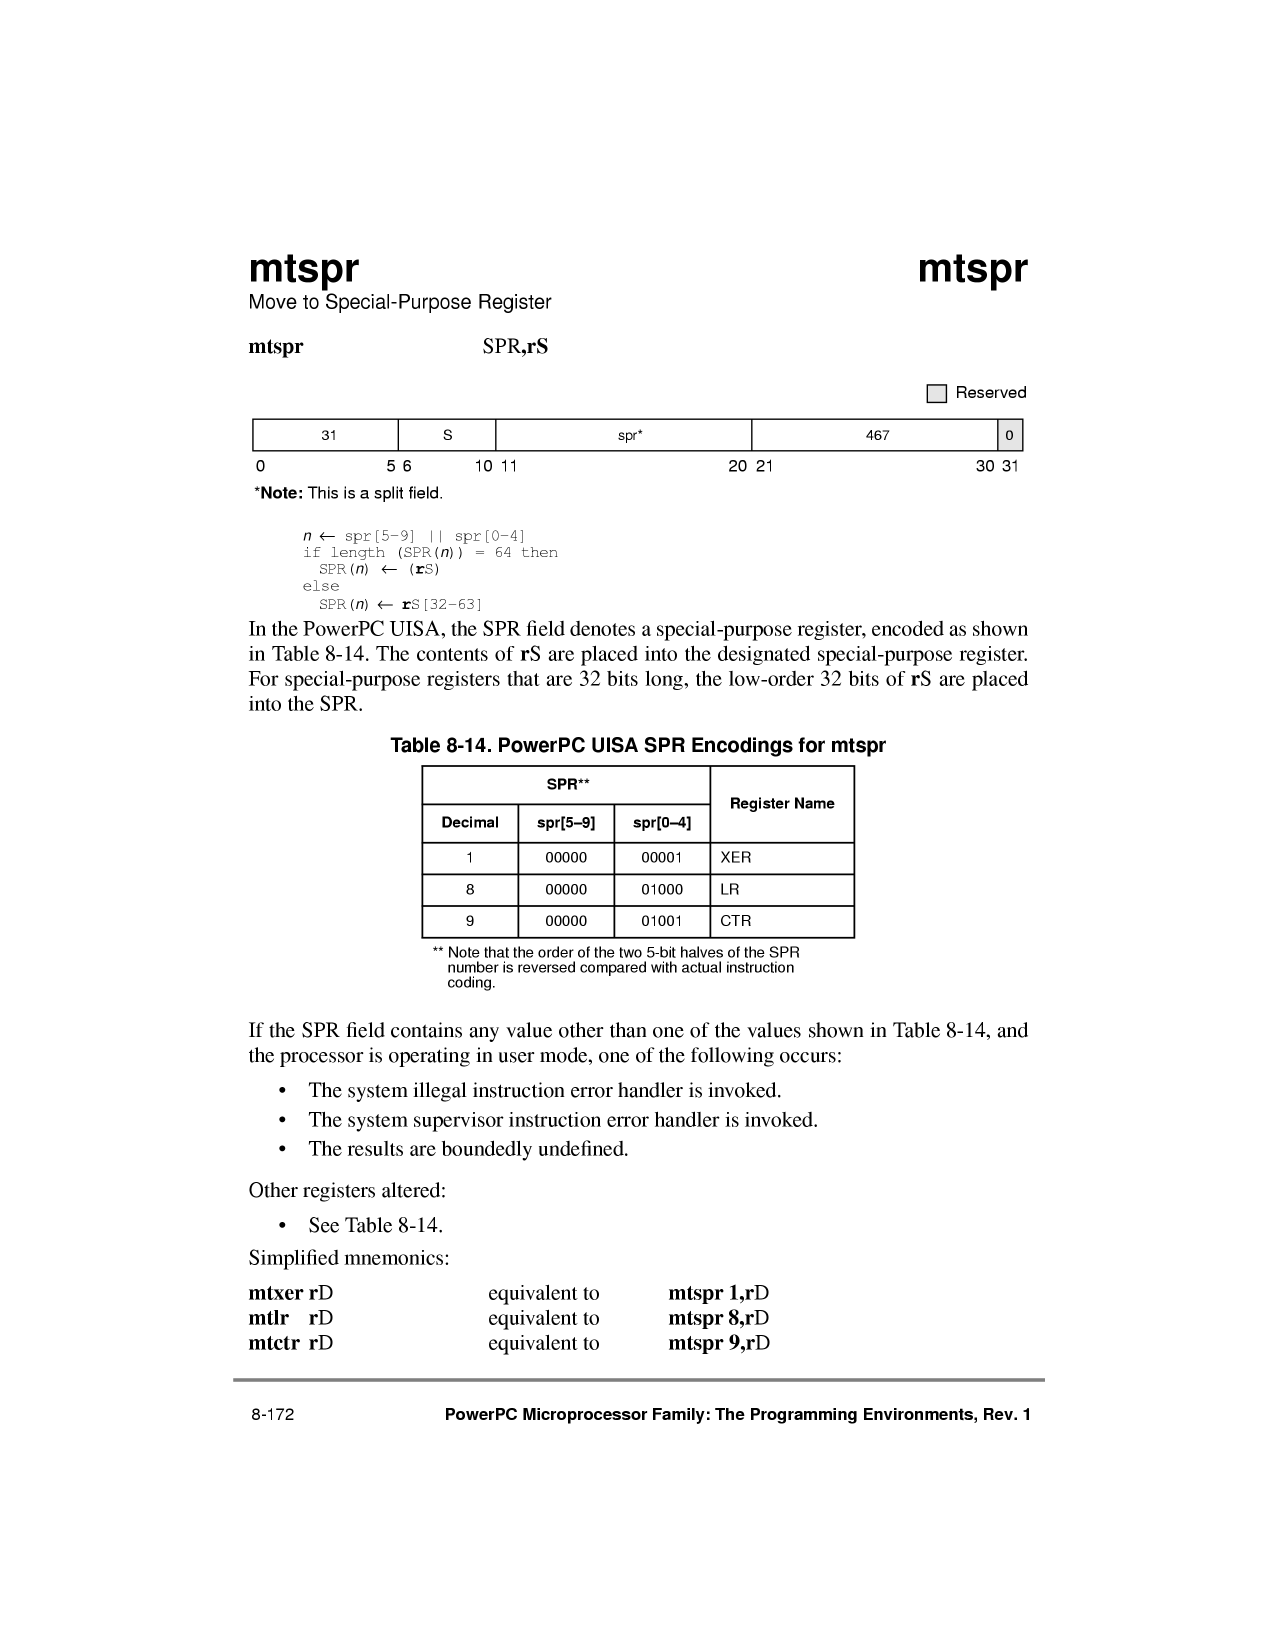 mtspr mtspr
Move to Special-Purpose Register
mtspr SPR,rS
Reserved
31 S spr* 467 0
0 5 6 10 11 20 21 30 31
*Note: This is a split field.
n ← spr[5–9] || spr[0–4]
if length (SPR(n)) = 64 then
SPR(n) ← (rS)
else
SPR(n) ← rS[32–63]
In the PowerPC UISA, the SPR field denotes a special-purpose register, encoded as shown
in Table 8-14. The contents of rS are placed into the designated special-purpose register.
For special-purpose registers that are 32 bits long, the low-order 32 bits of rS are placed
into the SPR.
Table 8-14. PowerPC UISA SPR Encodings for mtspr
SPR** Register Name
Decimal spr[5–9] spr[0–4]
1 00000 00001 XER
8 00000 01000 LR
9 00000 01001 CTR
** Note that the order of the two 5-bit halves of the SPR
number is reversed compared with actual instruction
coding.
If the SPR field contains any value other than one of the values shown in Table 8-14, and
the processor is operating in user mode, one of the following occurs:
• The system illegal instruction error handler is invoked.
• The system supervisor instruction error handler is invoked.
• The results are boundedly undefined.
Other registers altered:
• See Table 8-14.
Simplified mnemonics:
mtxer rD equivalent to mtspr 1,rD
mtlr rD equivalent to mtspr 8,rD
mtctr rD equivalent to mtspr 9,rD
8-172 PowerPC Microprocessor Family: The Programming Environments, Rev. 1